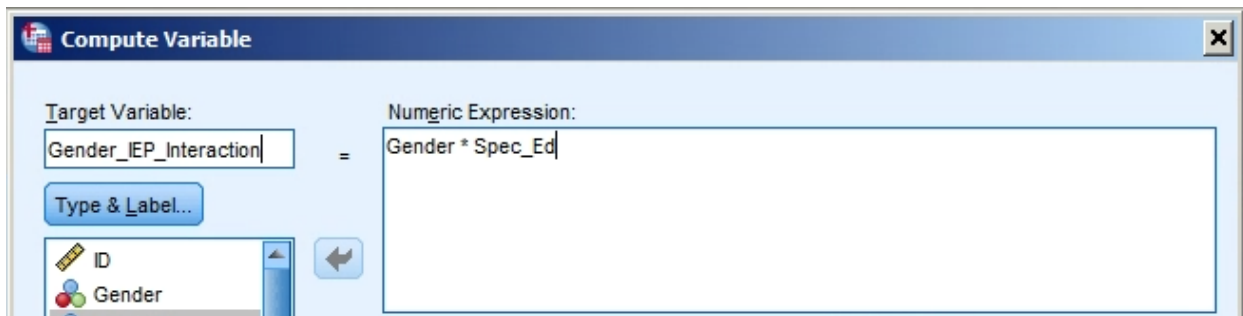 Compute Variable
Target Variable:
Numeric Expression:
Gender_IEP_Interaction
=
Gender * Spec_Ed
Type & Label...
ID
Gender